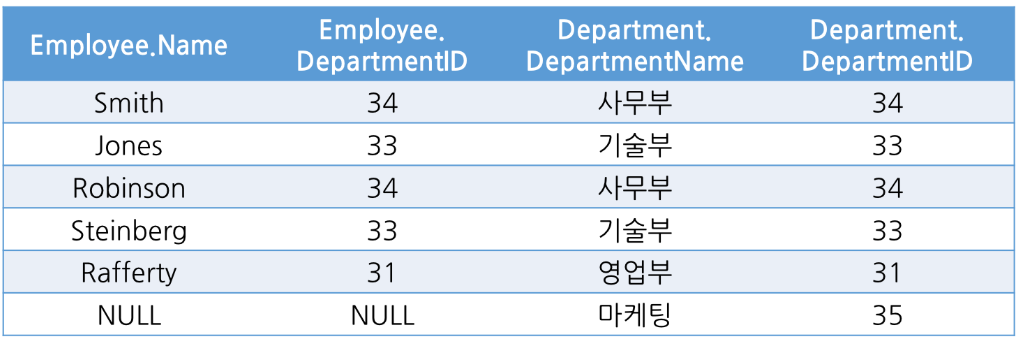 Employee.Name Employee. DepartmentID Department. DepartmentName Department. DepartmentID
Smith 34 사무부 34
Jones 33 기술부 33
Robinson 34 사무부 34
Steinberg 33 기술부 33
Rafferty 31 영업부 31
NULL NULL 마케팅 35